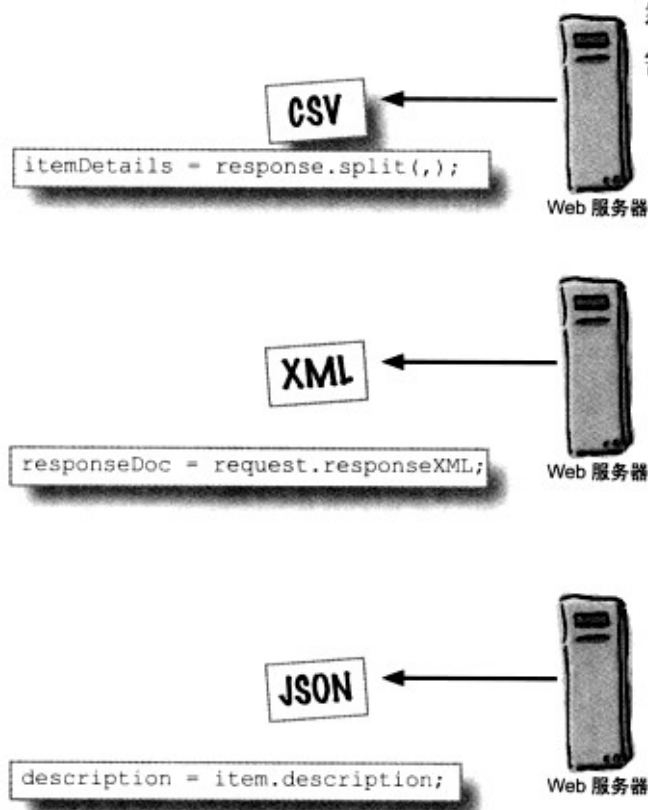 CSV
itemDetails = response.split(,);
Web 服务器
XML
responseDoc = request.responseXML;
Web 服务器
JSON
description = item.description;
Web 服务器